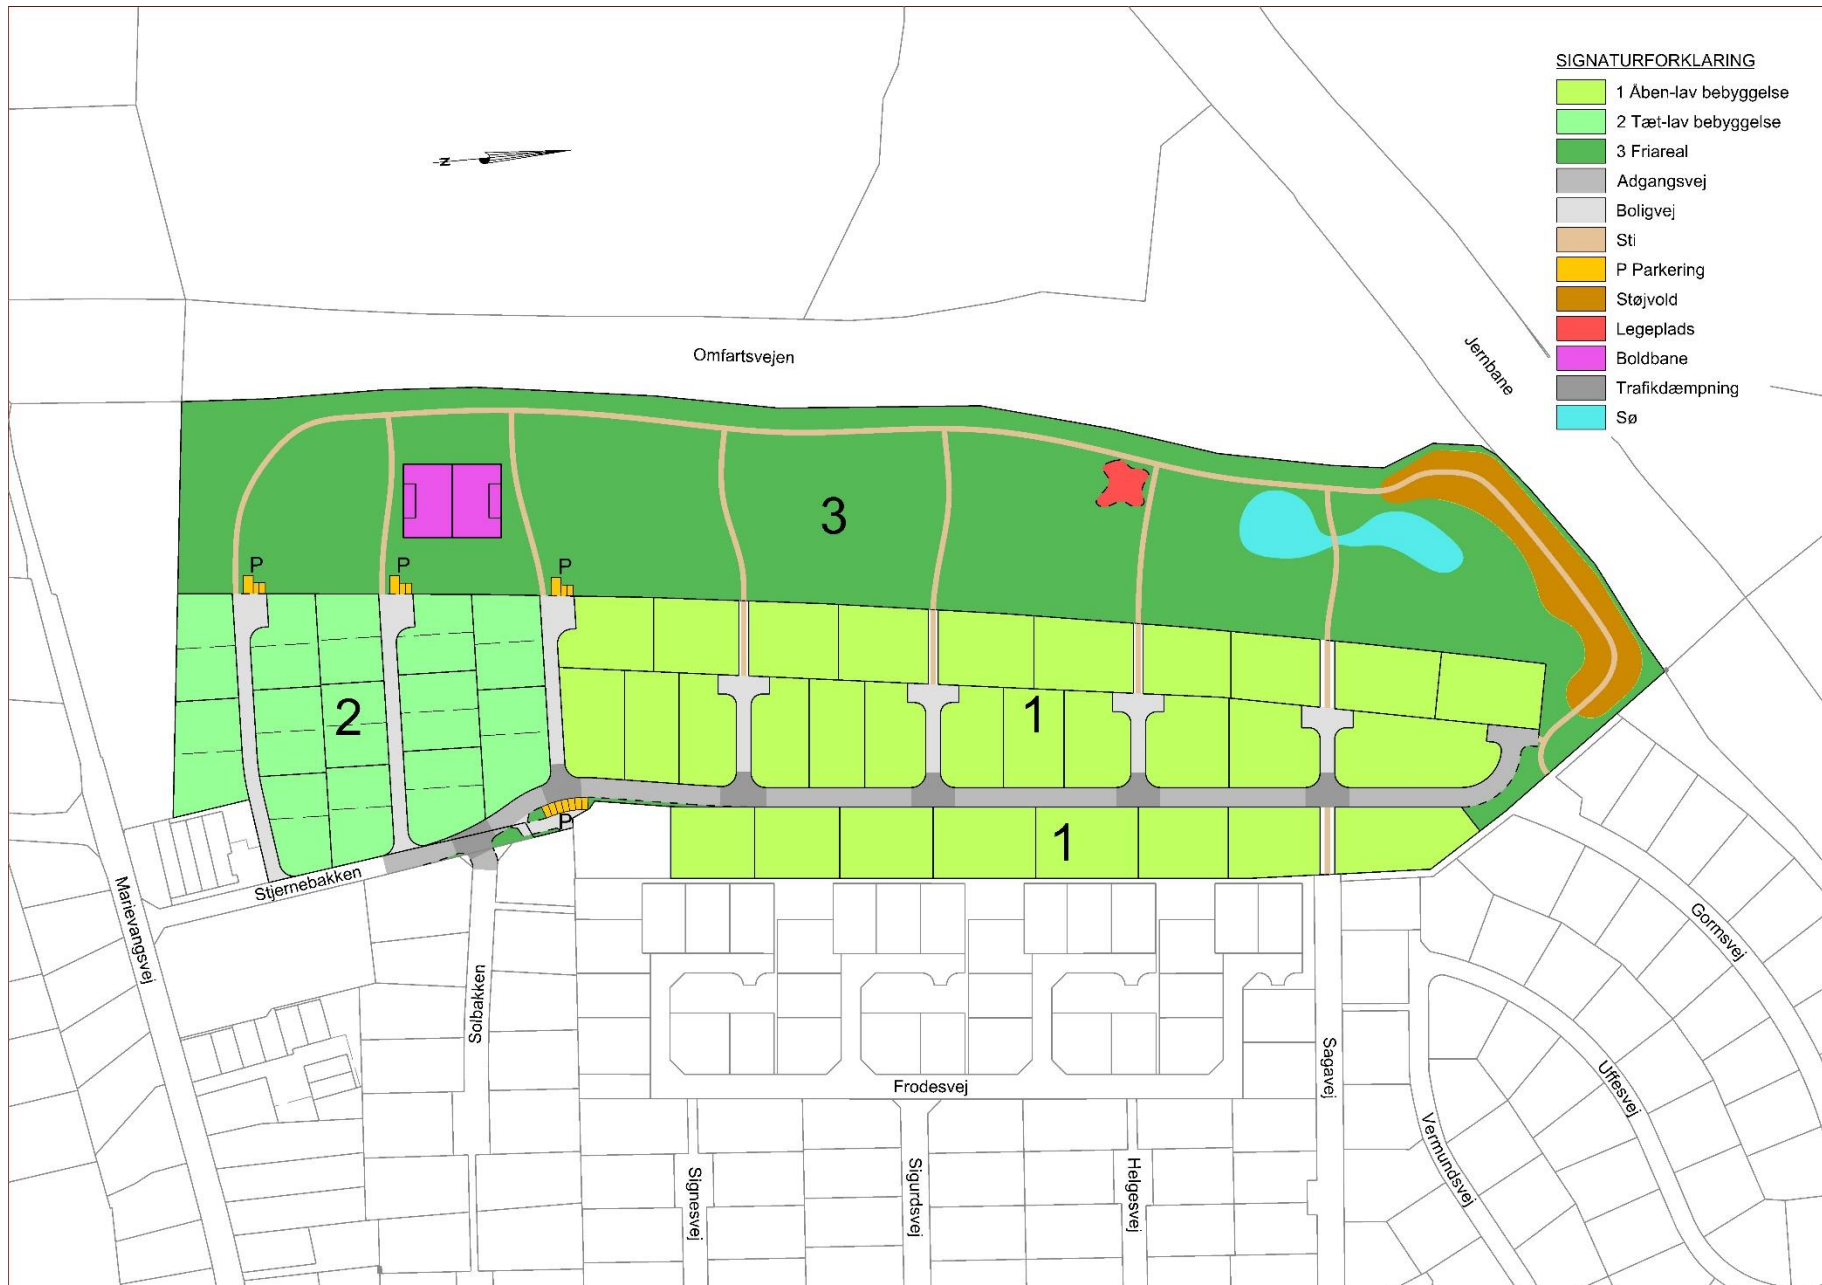 SIGNATURFORKLARING
1 Åben-lav bebyggelse
2 Tæt-lav bebyggelse
3 Friareal
Adgangsvej
Boligvej
Sti
P Parkering
Støjvold
Legeplads
Boldbane
Trafikdæmpning
Sø
N
Omfartsvejen
Jernbane
3
P
P
P
2
1
1
P
Stjernebakken
Marievangsvej
Solbakken
Frodesvej
Signesvej
Sigurdsvej
Helgesvej
Sagavej
Vermundsvej
Uffesvej
Gormsvej